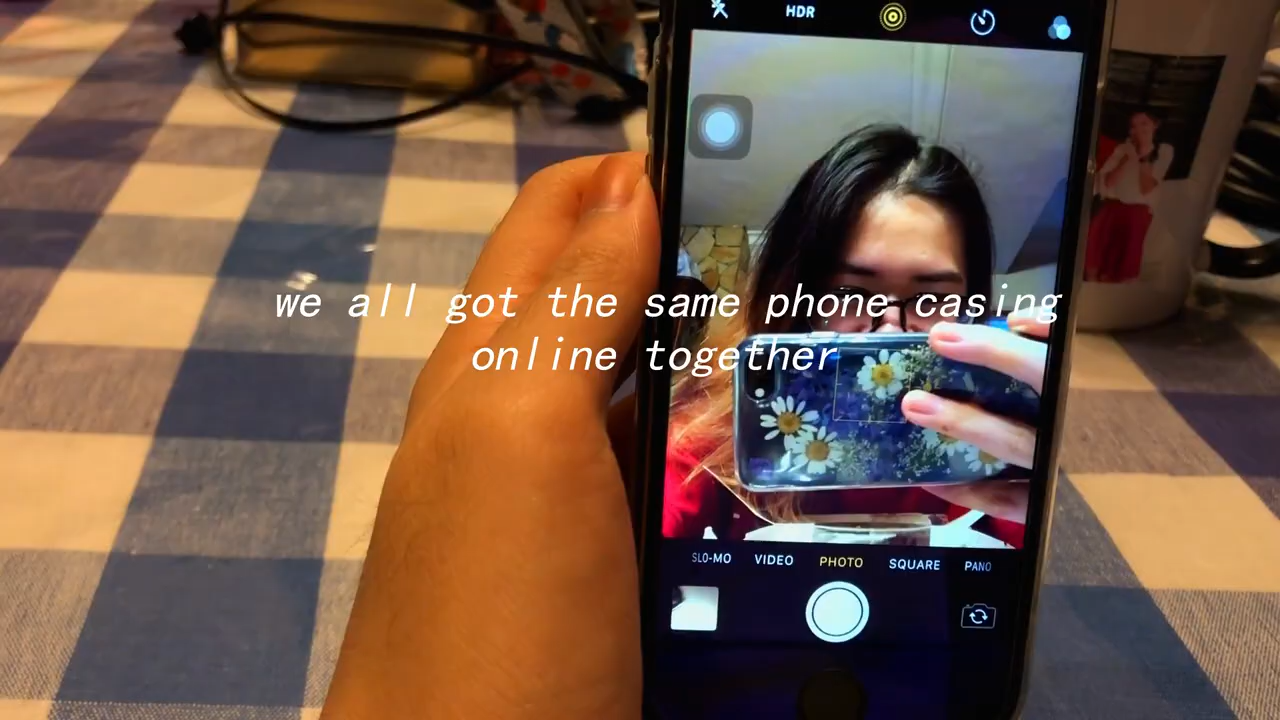 HDR
we all got the same phone casing
online together
SLO-MO VIDEO PHOTO SQUARE PANO